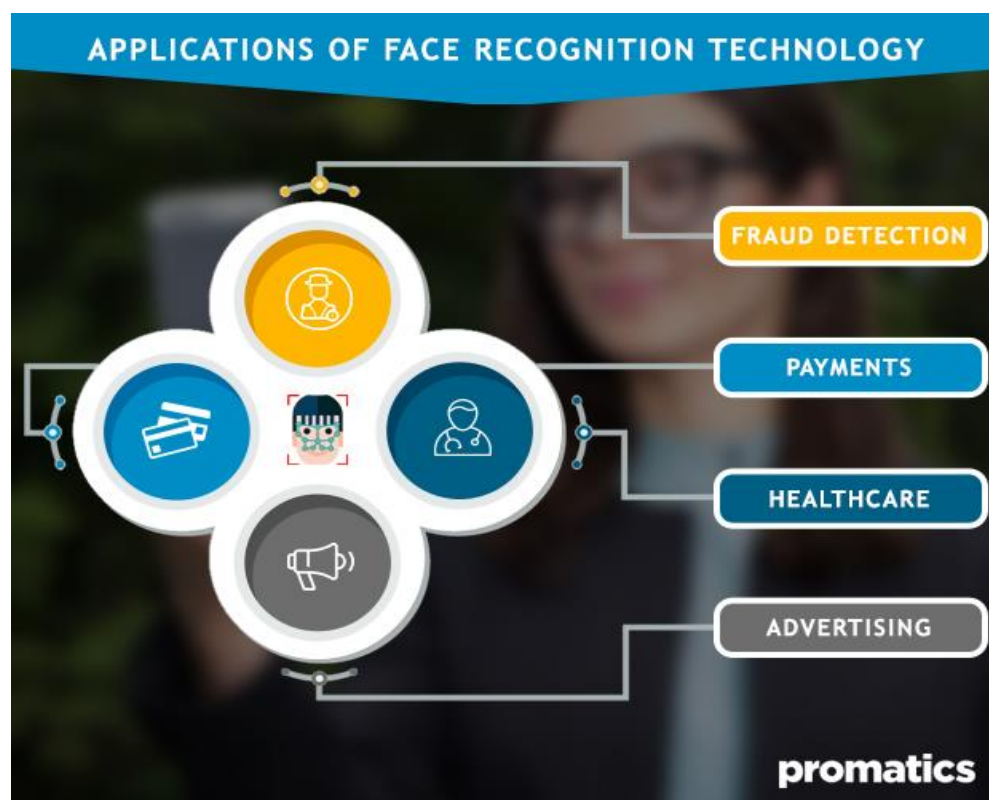 APPLICATIONS OF FACE RECOGNITION TECHNOLOGY
FRAUD DETECTION
PAYMENTS
HEALTHCARE
ADVERTISING
promatics